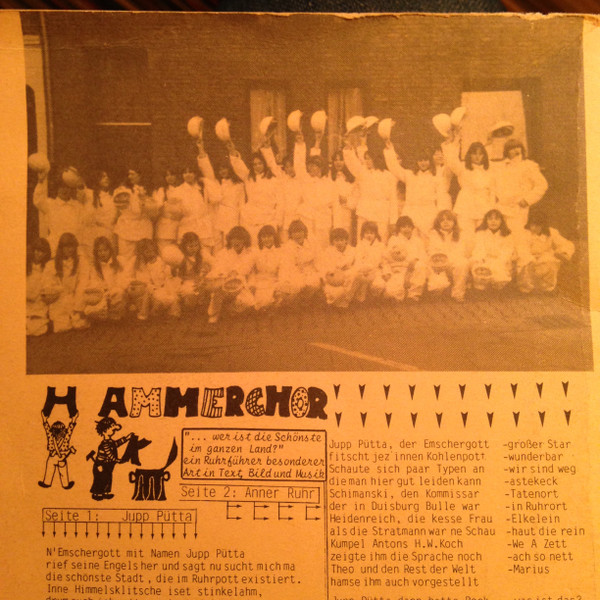 HAMMERCHOR
"... wer ist die Schönste
im ganzen Land?"
ein Ruhrführer besonderer
Art in Text, Bild und Musik
Seite 2: Anner Ruhr
Seite 1: Jupp Pütta
N'Emschergott mit Namen Jupp Pütta
rief seine Engels her und sagt nu sucht mich ma
die schönste Stadt , die im Ruhrpott existiert.
Inne Himmelsklitsche iset stinkelahm,
Jupp Pütta, der Emschergott -großer Star
fitscht jez innen Kohlenpott -wunderbar
Schaute sich paar Typen an -wir sind weg
die man hier gut leiden kann -astekeck
Schimanski, den Kommissar -Tatenort
der in Duisburg Bulle war -in Ruhrort
Heidenreich, die kesse Frau -Elkelein
als die Stratmann war ne Schau -haut die rein
Kumpel Antons H.W.Koch -We A Zett
zeigte ihm die Sprache noch -ach so nett
Theo und den Rest der Welt -Marius
hamse ihm auch vorgestellt